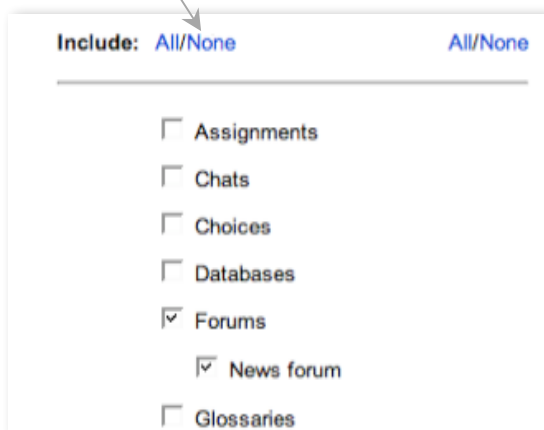 Include: All/None All/None
Assignments
Chats
Choices
Databases
Forums
News forum
Glossaries